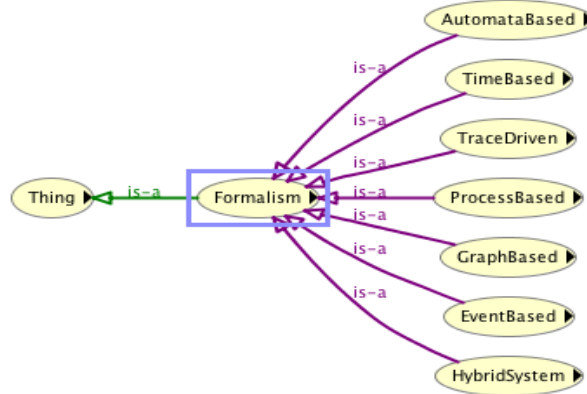 AutomataBased
is-a
TimeBased
is-a
TraceDriven
is-a
Thing
is-a
Formalism
is-a
ProcessBased
is-a
GraphBased
is-a
EventBased
is-a
HybridSystem